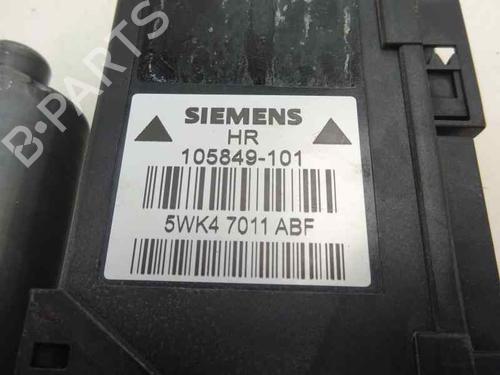 B-PARTS
SIEMENS
HR
105849-101
5WK4 7011 ABF